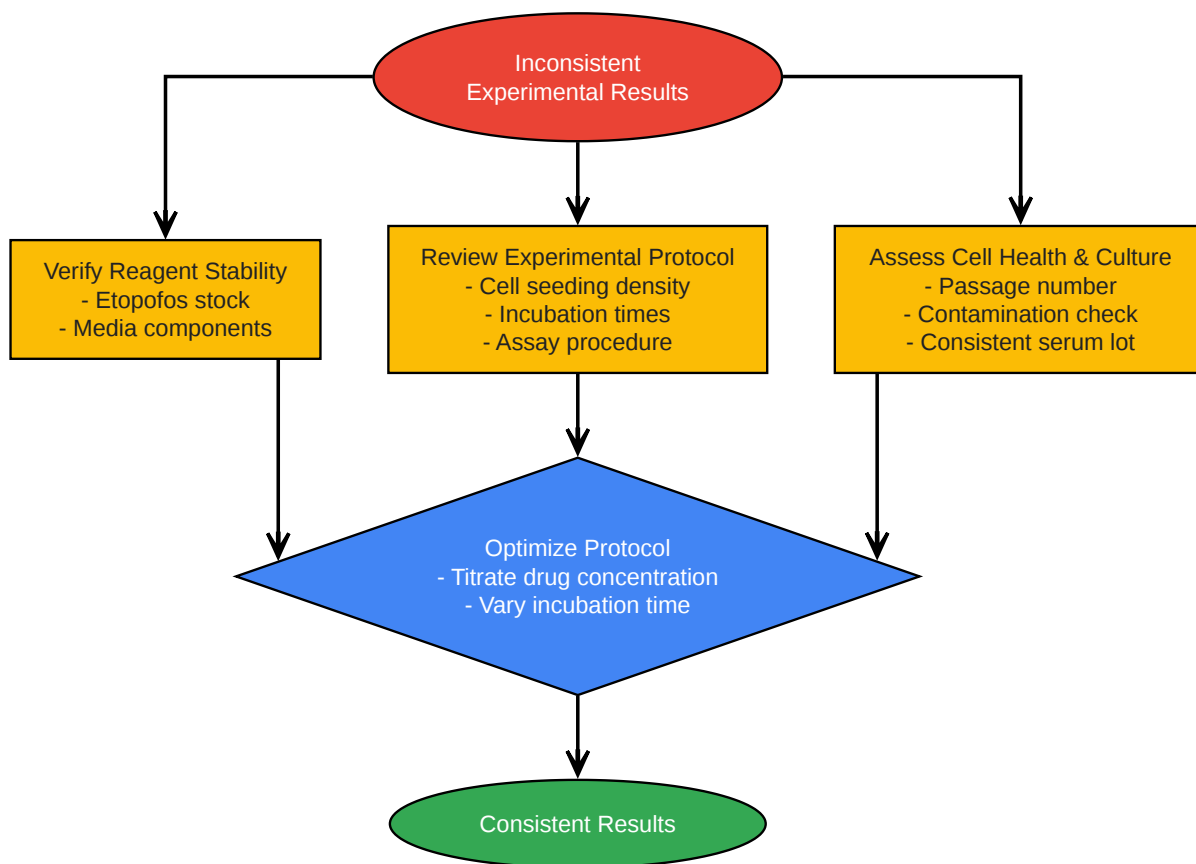 Inconsistent
Experimental Results
Verify Reagent Stability
- Etopofos stock
- Media components
Review Experimental Protocol
- Cell seeding density
- Incubation times
- Assay procedure
Assess Cell Health & Culture
- Passage number
- Contamination check
- Consistent serum lot
Optimize Protocol
- Titrate drug concentration
- Vary incubation time
Consistent Results